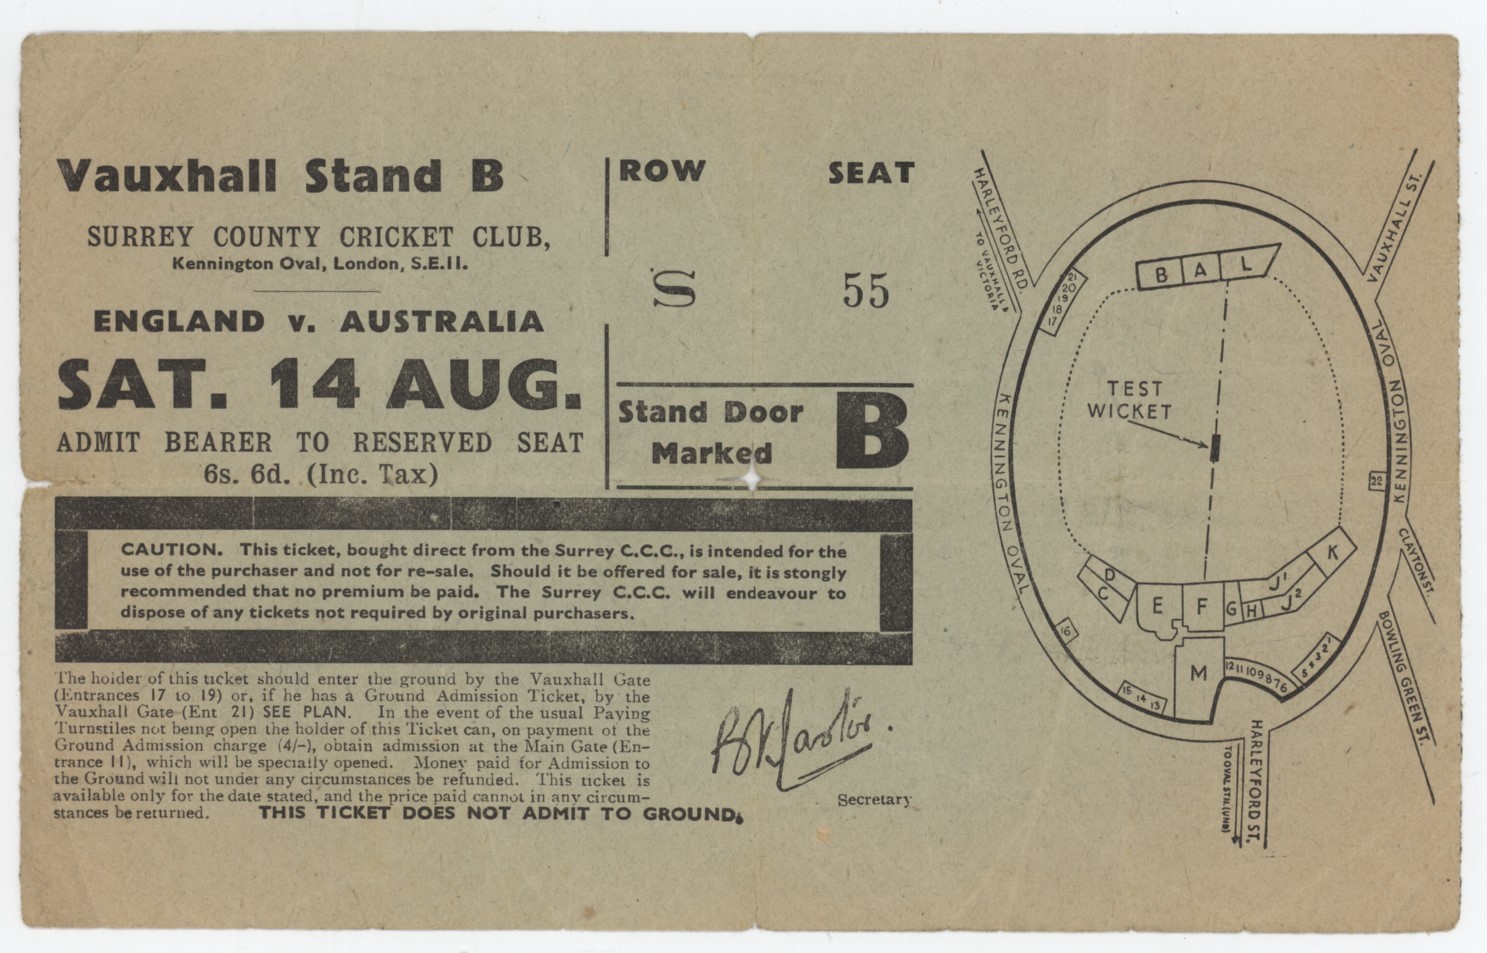 Vauxhall Stand B
SURREY COUNTY CRICKET CLUB,
Kennington Oval, London, S.E.11.
ENGLAND v. AUSTRALIA
SAT. 14 AUG.
ADMIT BEARER TO RESERVED SEAT
6s. 6d. (Inc. Tax)
ROW SEAT
S 55
Stand Door
Marked
B
CAUTION. This ticket, bought direct from the Surrey C.C.C., is intended for the
use of the purchaser and not for re-sale. Should it be offered for sale, it is stongly
recommended that no premium be paid. The Surrey C.C.C. will endeavour to
dispose of any tickets not required by original purchasers.
The holder of this ticket should enter the ground by the Vauxhall Gate
(Entrances 17 to 19) or, if he has a Ground Admission Ticket, by the
Vauxhall Gate (Ent 21) SEE PLAN. In the event of the usual Paying
Turnstiles not being open the holder of this Ticket can, on payment of the
Ground Admission charge (4/-), obtain admission at the Main Gate (En-
trance 11), which will be specially opened. Money paid for Admission to
the Ground will not under any circumstances be refunded. This ticket is
available only for the date stated, and the price paid cannot in any circum-
stances be returned. THIS TICKET DOES NOT ADMIT TO GROUND.
Secretary
HARLEYFORD RD.
TO VAUXHALL &
VICTORIA
VAUXHALL ST.
B A L
21
20
19
18
17
TEST
WICKET
KENNINGTON OVAL
KENNINGTON OVAL
22
CLAYTON ST.
BOWLING GREEN ST.
D
C
E
F
G
H
J1
J2
K
M
16
15 14 13
12 11 10 9 8 7 6
5 4 3 2 1
HARLEYFORD ST.
TO OVAL STN. (UNB)